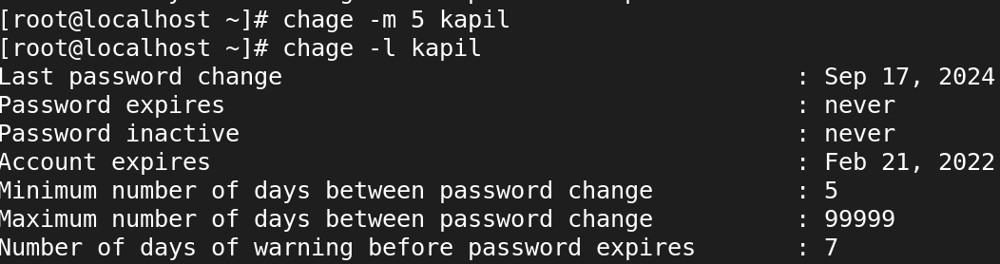 [root@localhost ~]# chage -m 5 kapil
[root@localhost ~]# chage -l kapil
Last password change : Sep 17, 2024
Password expires : never
Password inactive : never
Account expires : Feb 21, 2022
Minimum number of days between password change : 5
Maximum number of days between password change : 99999
Number of days of warning before password expires : 7